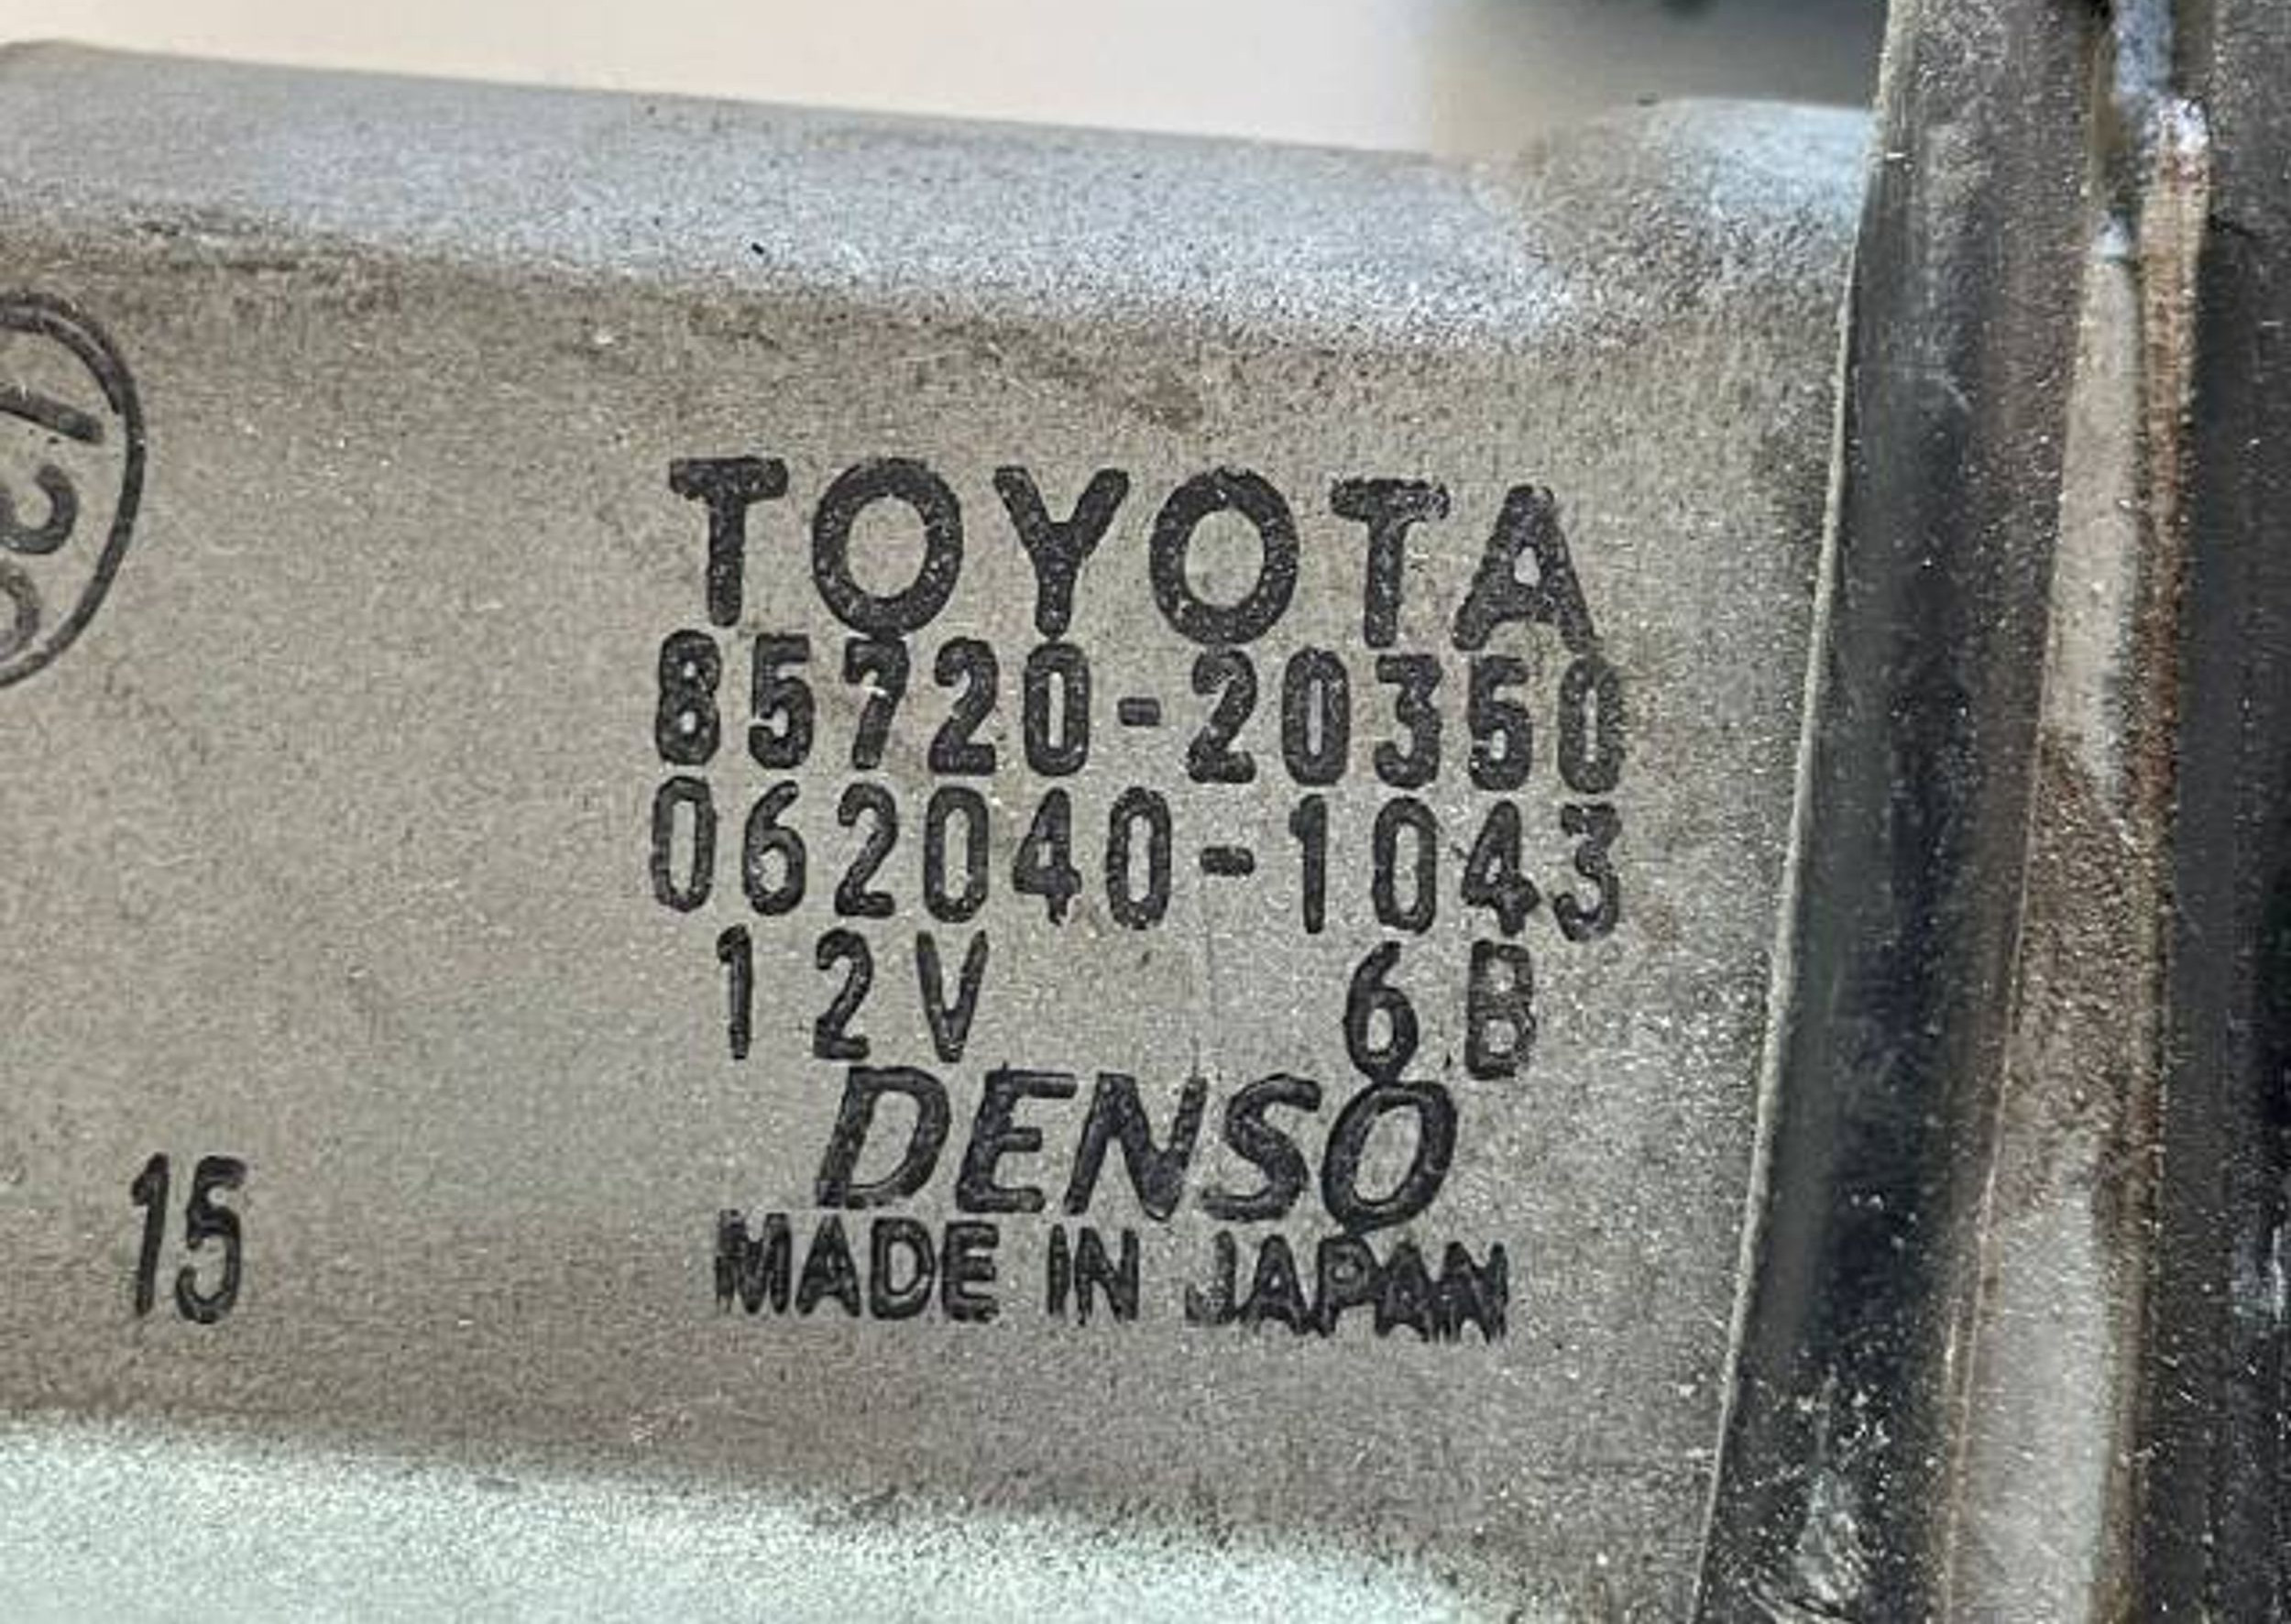 TOYOTA
85720-20350
062040-1043
12V 6B
DENSO
MADE IN JAPAN
15